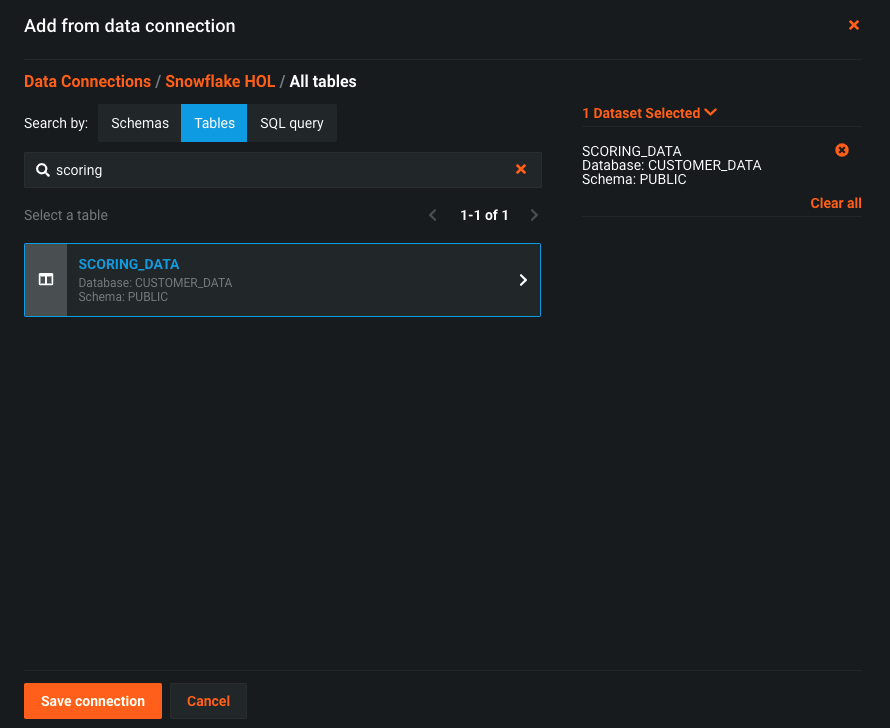 Add from data connection
Data Connections / Snowflake HOL / All tables
Search by: Schemas Tables SQL query
scoring
Select a table 1-1 of 1
SCORING_DATA
Database: CUSTOMER_DATA
Schema: PUBLIC
1 Dataset Selected
SCORING_DATA
Database: CUSTOMER_DATA
Schema: PUBLIC
Clear all
Save connection Cancel